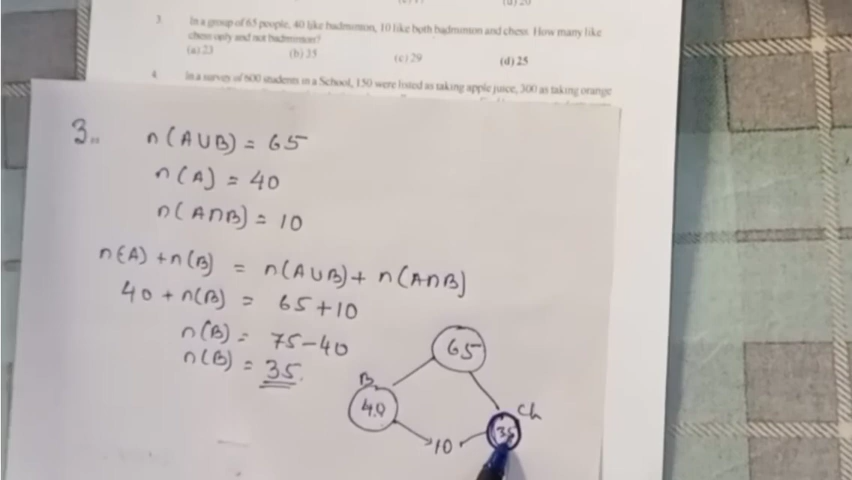 3. In a group of 65 people, 40 like badminton, 10 like both badminton and chess. How many like
chess only and not badminton?
(a) 23 (b) 35 (c) 29 (d) 25
4. In a survey of 600 students in a School, 150 were listed as taking apple juice, 300 as taking orange
3. n(A∪B) = 65
n(A) = 40
n(A∩B) = 10
n(A) + n(B) = n(A∪B) + n(A∩B)
40 + n(B) = 65+10
n(B) = 75-40
n(B) = 35.
65
B
40
Ch
35
10